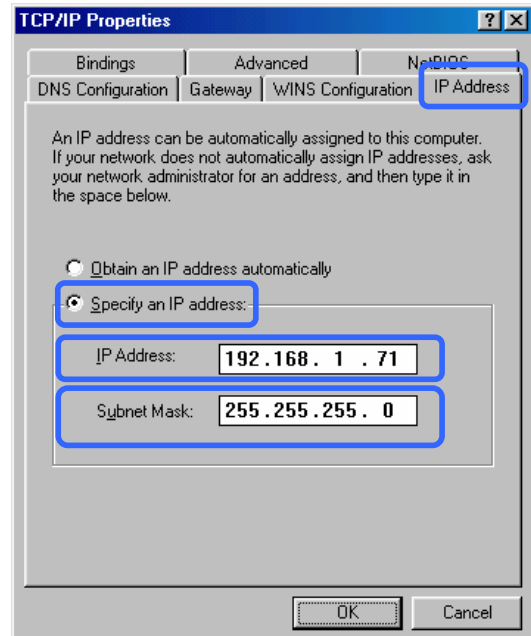 TCP/IP Properties
Bindings Advanced NetBIOS
DNS Configuration Gateway WINS Configuration IP Address
An IP address can be automatically assigned to this computer.
If your network does not automatically assign IP addresses, ask
your network administrator for an address, and then type it in
the space below.
Obtain an IP address automatically
Specify an IP address:
IP Address: 192.168. 1 .71
Subnet Mask: 255.255.255. 0
OK Cancel